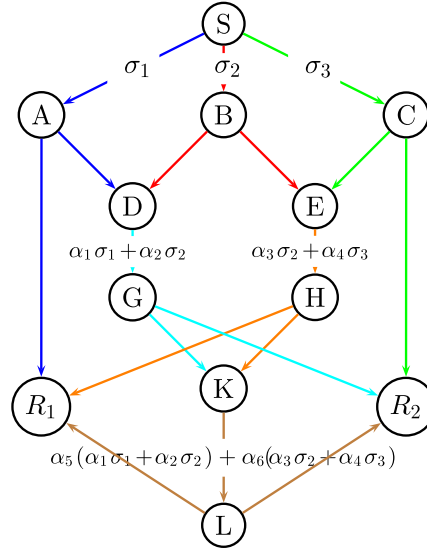 S
σ₁ σ₂ σ₃
A B C
D E
α₁σ₁+α₂σ₂ α₃σ₂+α₄σ₃
G H
K
R₁ R₂
α₅(α₁σ₁+α₂σ₂) + α₆(α₃σ₂+α₄σ₃)
L